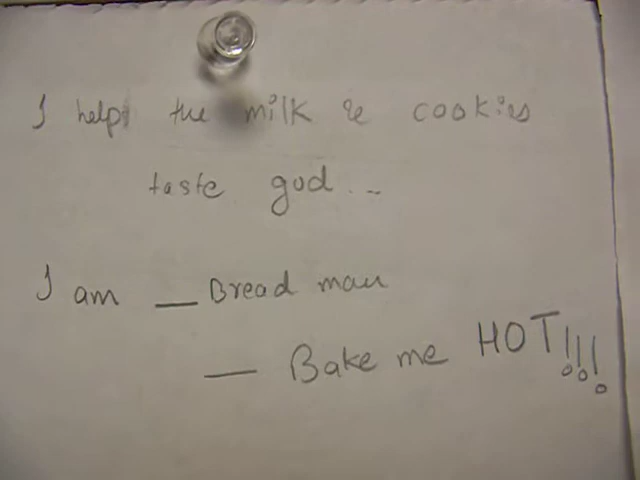 I help the milk & cookies
taste god...
I am __ Bread man
__ Bake me HOT!!!